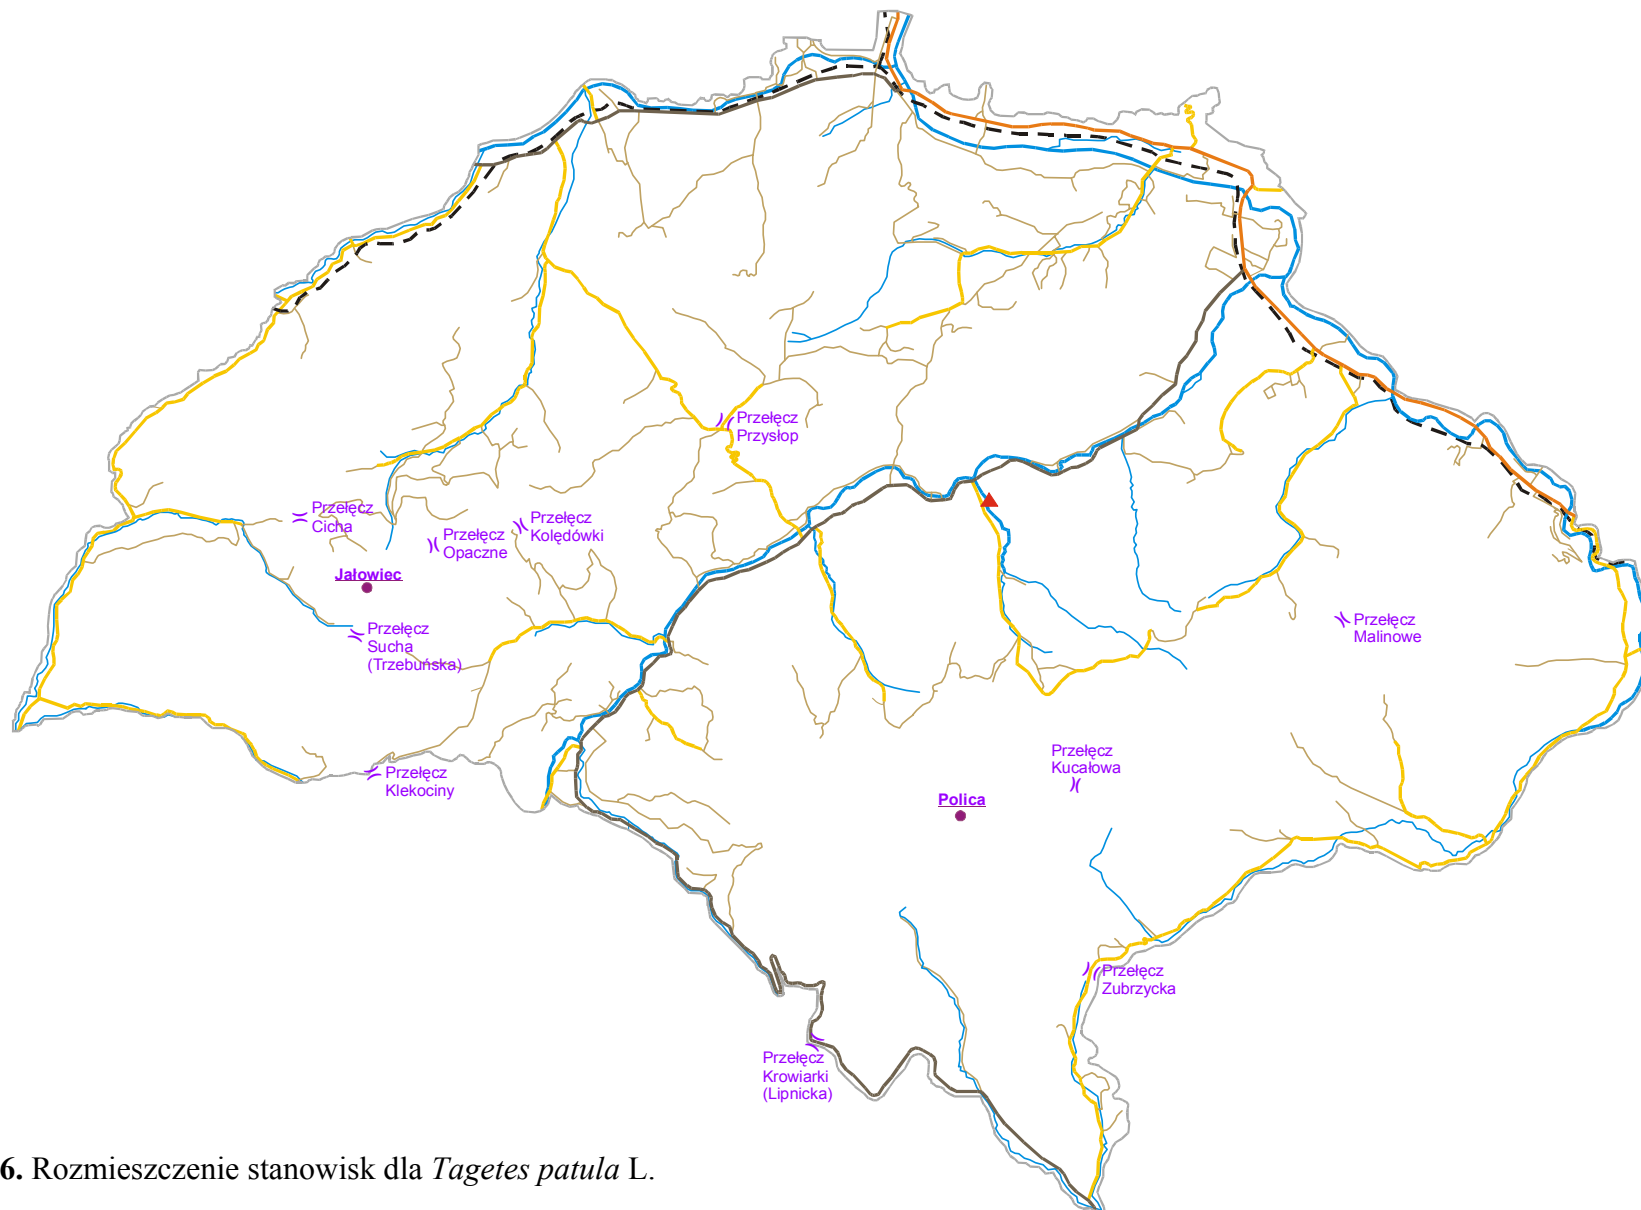 Przełęcz
Przysłop
Przełęcz
Cicha
Przełęcz
Opaczne
Przełęcz
Kolędówki
Jałowiec
Przełęcz
Sucha
(Trzebuńska)
Przełęcz
Malinowe
Przełęcz
Klekociny
Przełęcz
Kucałowa
Polica
Przełęcz
Zubrzycka
Przełęcz
Krowiarki
(Lipnicka)
6. Rozmieszczenie stanowisk dla Tagetes patula L.